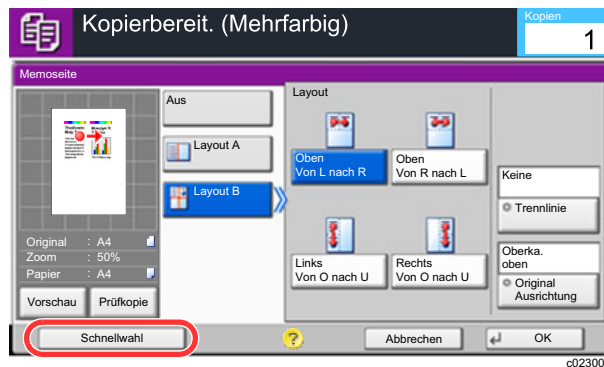 Kopierbereit. (Mehrfarbig)
Kopien
1
Memoseite
Aus
Layout A
Layout B
Layout
Oben
Von L nach R
Oben
Von R nach L
Links
Von O nach U
Rechts
Von O nach U
Keine
Trennlinie
Oberka.
oben
Original
Ausrichtung
Original : A4
Zoom : 50%
Papier : A4
Vorschau
Prüfkopie
Schnellwahl
?
Abbrechen
OK
c02300